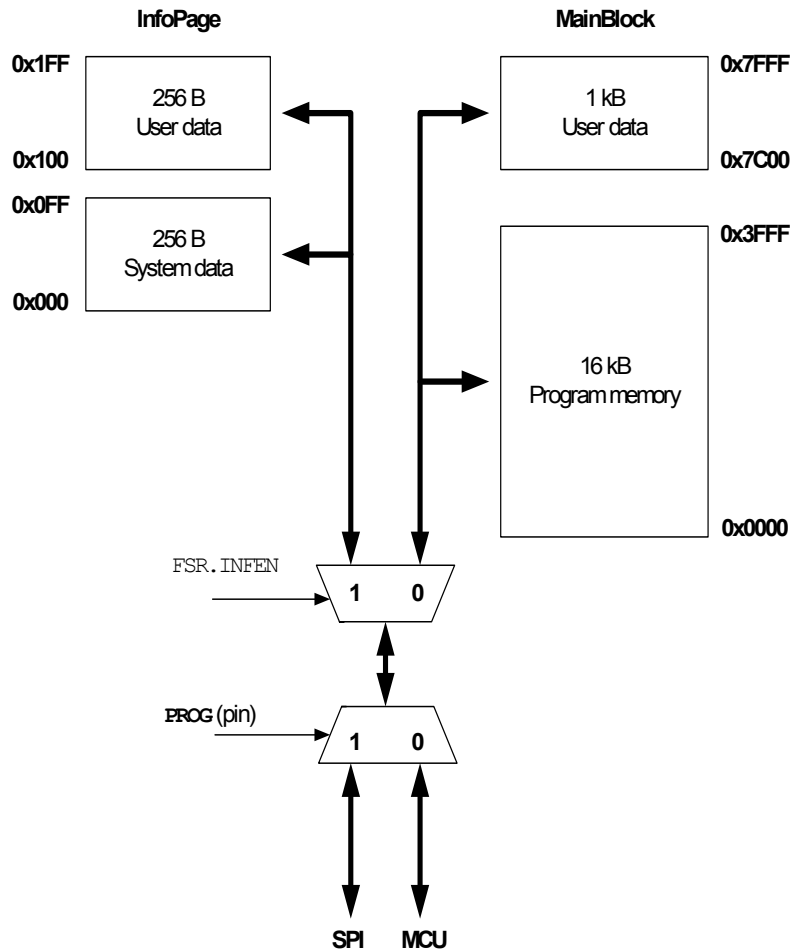 InfoPage
MainBlock
0x1FF
256 B
User data
0x100
0x0FF
256 B
System data
0x000
1 kB
User data
0x7FFF
0x7C00
0x3FFF
16 kB
Program memory
0x0000
FSR.INFEN
1 0
PROG (pin)
1 0
SPI MCU